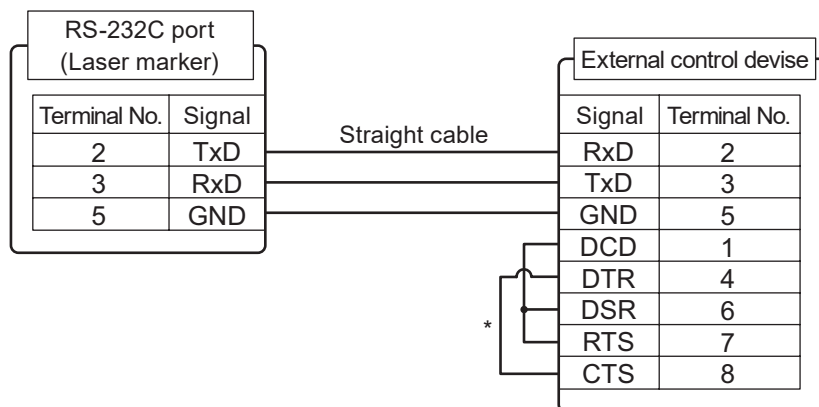 RS-232C port
(Laser marker)
External control devise
Terminal No. Signal
2 TxD
3 RxD
5 GND
Straight cable
Signal Terminal No.
RxD 2
TxD 3
GND 5
DCD 1
DTR 4
DSR 6
RTS 7
CTS 8
*